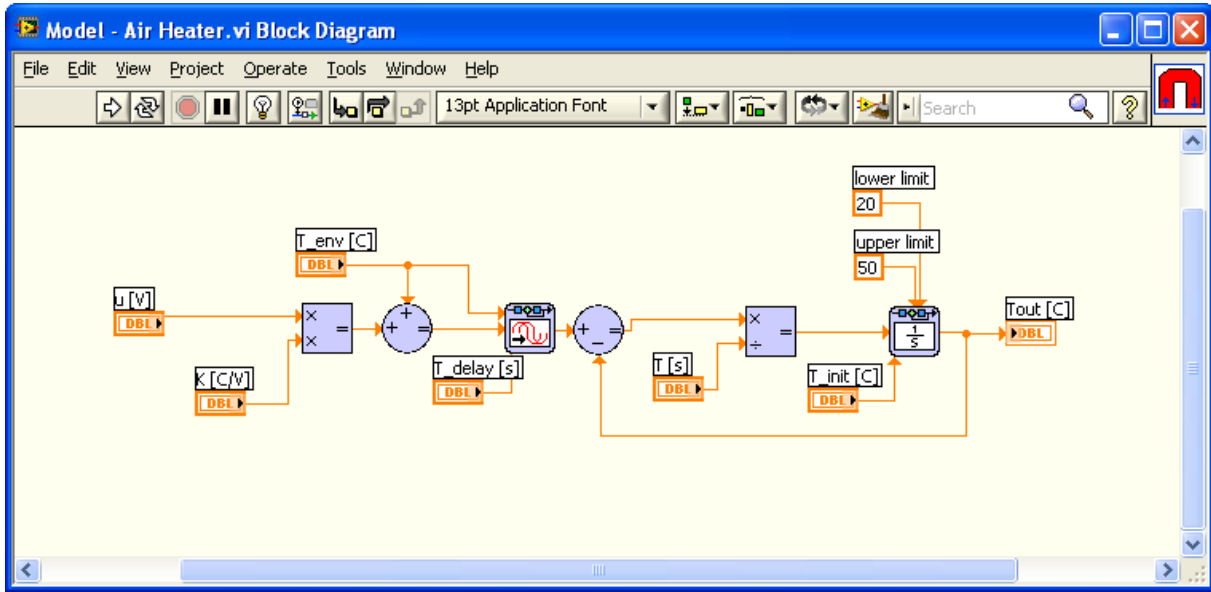 Model - Air Heater.vi Block Diagram
File Edit View Project Operate Tools Window Help
13pt Application Font
Search
?
lower limit
20
T_env [C]
DBL
upper limit
50
u [V]
DBL
×
×
=
+
+
=
+
−
=
×
÷
=
1
s
Tout [C]
DBL
T_delay [s]
DBL
T [s]
DBL
T_init [C]
DBL
K [C/V]
DBL